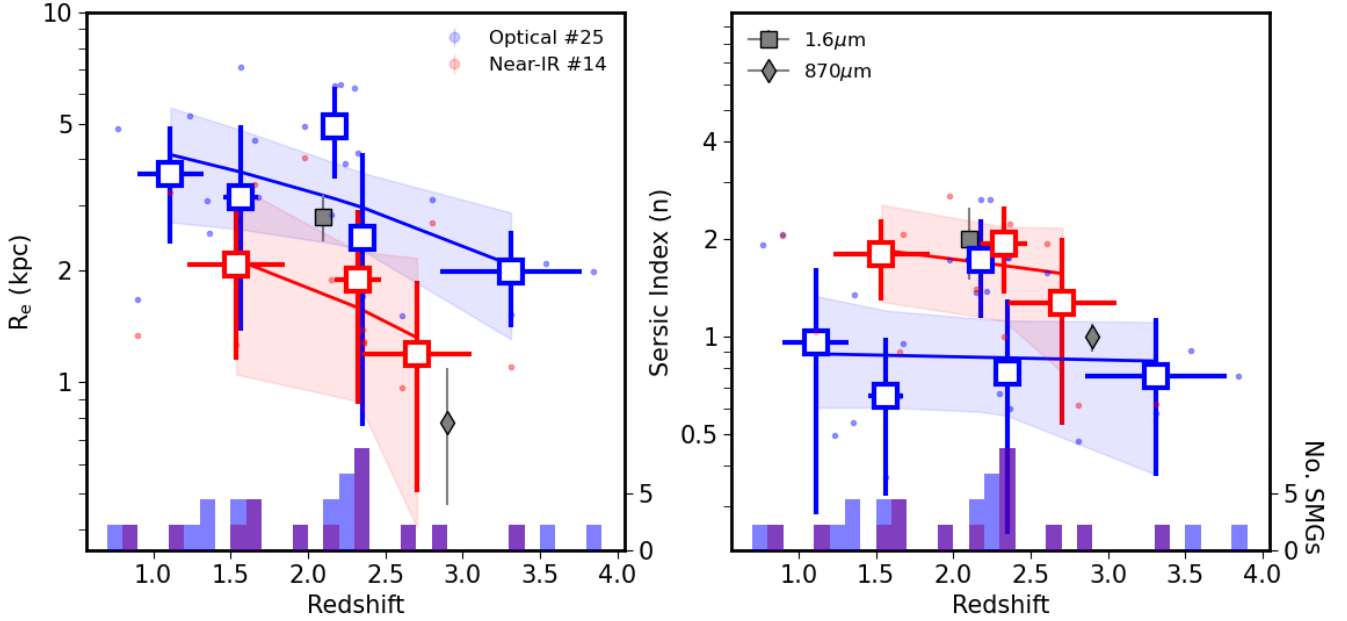 10
5
2
1
R_e (kpc)
Optical #25
Near-IR #14
5
0
1.0 1.5 2.0 2.5 3.0 3.5 4.0
Redshift
4
2
1
0.5
Sersic Index (n)
1.6μm
870μm
5
0
No. SMGs
1.0 1.5 2.0 2.5 3.0 3.5 4.0
Redshift